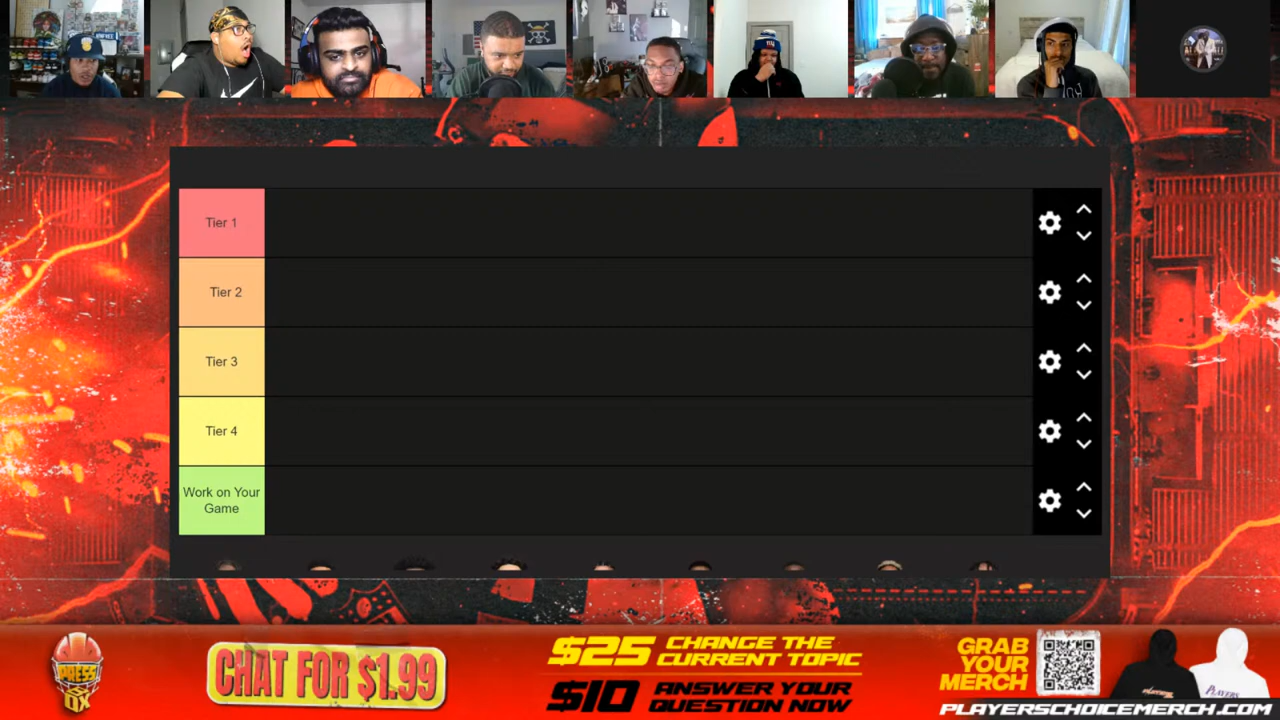 Tier 1
Tier 2
Tier 3
Tier 4
Work on Your
Game
PRESS
BOX
CHAT FOR $1.99
$25 CHANGE THE
CURRENT TOPIC
$10 ANSWER YOUR
QUESTION NOW
GRAB
YOUR
MERCH
PLAYERSCHOICEMERCH.COM